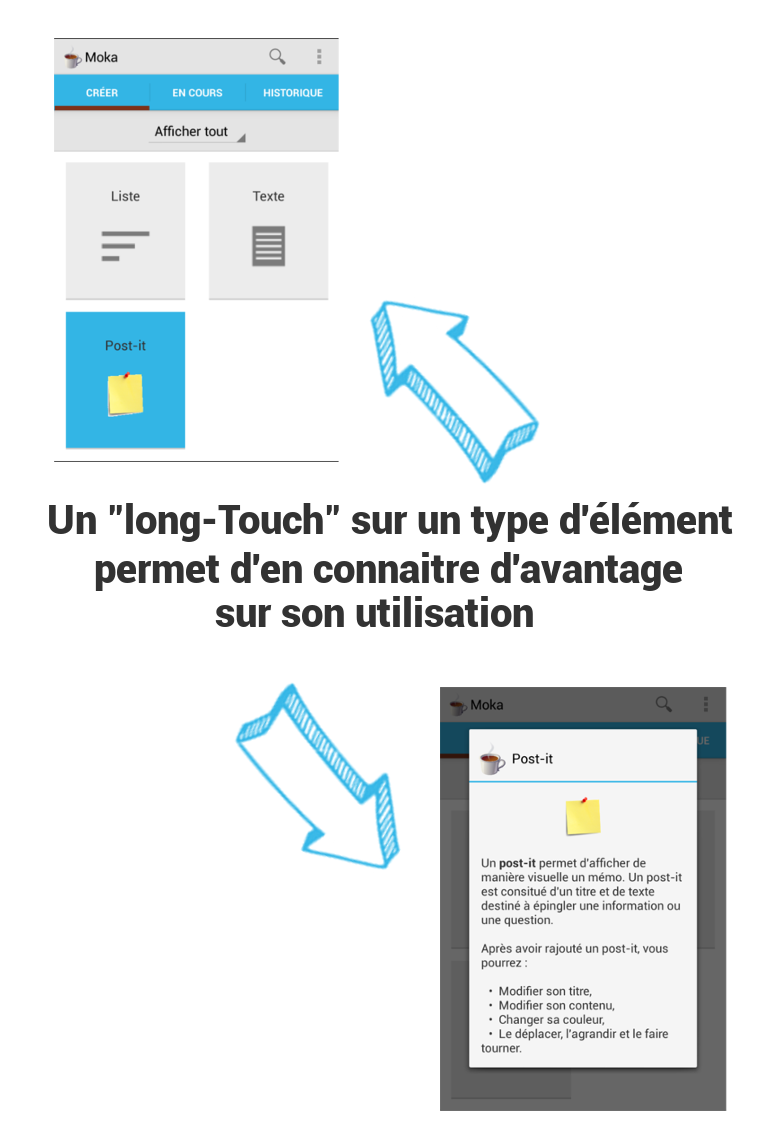 Moka
CRÉER EN COURS HISTORIQUE
Afficher tout
Liste Texte
Post-it
Un "long-Touch" sur un type d'élément
permet d'en connaitre d'avantage
sur son utilisation
Moka
UE
Post-it
Un post-it permet d'afficher de
manière visuelle un mémo. Un post-it
est consitué d'un titre et de texte
destiné à épingler une information ou
une question.
Après avoir rajouté un post-it, vous
pourrez :
• Modifier son titre,
• Modifier son contenu,
• Changer sa couleur,
• Le déplacer, l'agrandir et le faire
tourner.